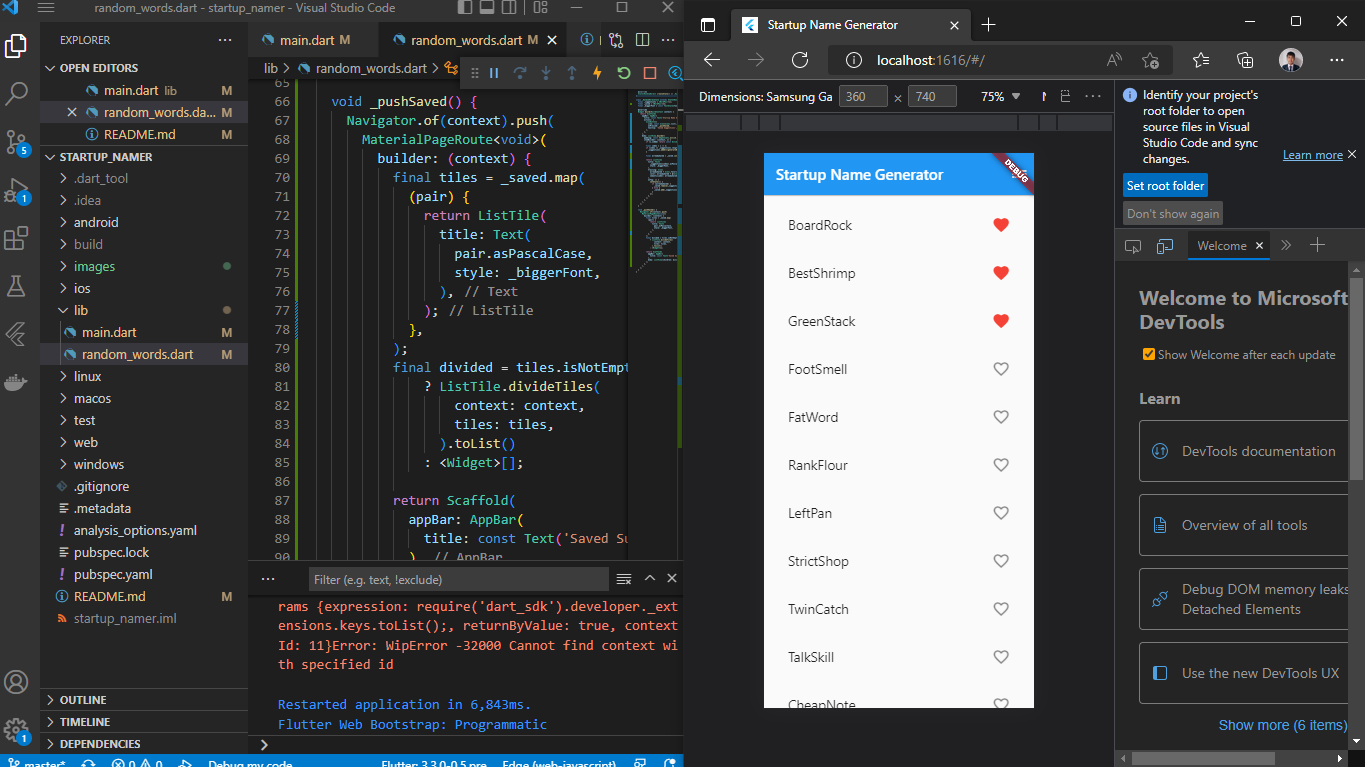 random_words.dart - startup_namer - Visual Studio Code
EXPLORER
OPEN EDITORS
main.dart lib M
random_words.da... M
README.md M
STARTUP_NAMER
.dart_tool
.idea
android
build
images
ios
lib
main.dart M
random_words.dart M
linux
macos
test
web
windows
.gitignore
.metadata
analysis_options.yaml
pubspec.lock
pubspec.yaml
README.md M
startup_namer.iml
OUTLINE
TIMELINE
DEPENDENCIES
5
1
1
main.dart M
random_words.dart M
lib > random_words.dart >
65
66 void _pushSaved() {
67 Navigator.of(context).push(
68 MaterialPageRoute<void>(
69 builder: (context) {
70 final tiles = _saved.map(
71 (pair) {
72 return ListTile(
73 title: Text(
74 pair.asPascalCase,
75 style: _biggerFont,
76 ), // Text
77 ); // ListTile
78 },
79 );
80 final divided = tiles.isNotEmpt
81 ? ListTile.divideTiles(
82 context: context,
83 tiles: tiles,
84 ).toList()
85 : <Widget>[];
86
87 return Scaffold(
88 appBar: AppBar(
89 title: const Text('Saved Su
90 ), // AppBar
Filter (e.g. text, !exclude)
rams {expression: require('dart_sdk').developer._ext
ensions.keys.toList();, returnByValue: true, context
Id: 11}Error: WipError -32000 Cannot find context wi
th specified id
Restarted application in 6,843ms.
Flutter Web Bootstrap: Programmatic
master* 0 0 Debug my code Flutter: 3.3.0-0.5.pre Edge (web-javascript)
Startup Name Generator
localhost:1616/#/
Dimensions: Samsung Ga 360 × 740 75%
Startup Name Generator
DEBUG
BoardRock
BestShrimp
GreenStack
FootSmell
FatWord
RankFlour
LeftPan
StrictShop
TwinCatch
TalkSkill
CheapNote
Identify your project's
root folder to open
source files in Visual
Studio Code and sync
changes.
Learn more
Set root folder
Don't show again
Welcome
Welcome to Microsoft
DevTools
Show Welcome after each update
Learn
DevTools documentation
Overview of all tools
Debug DOM memory leaks
Detached Elements
Use the new DevTools UX
Show more (6 items)